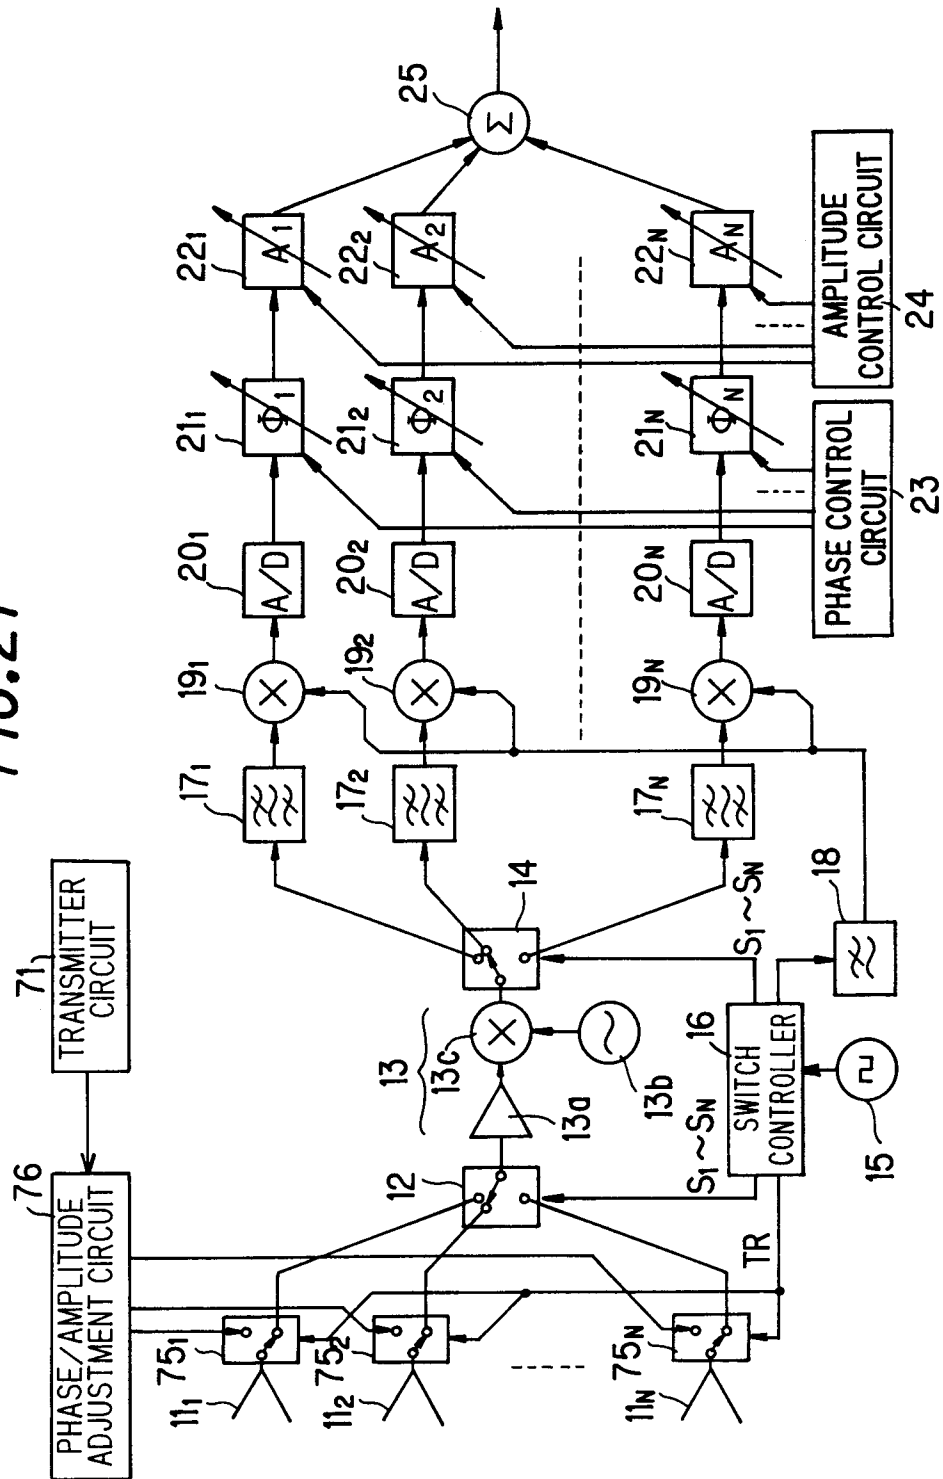 76
PHASE/AMPLITUDE
ADJUSTMENT CIRCUIT
71
TRANSMITTER
CIRCUIT
11₁
75₁
17₁
19₁
20₁
21₁
Φ1
22₁
A1
11₂
75₂
12
13
13a
13c
13b
14
17₂
19₂
20₂
21₂
Φ2
22₂
A2
25
Σ
A/D
A/D
11N
75N
TR
S₁~SN
S₁~SN
17N
19N
20N
A/D
21N
ΦN
22N
AN
16
SWITCH
CONTROLLER
15
18
PHASE CONTROL
CIRCUIT
23
AMPLITUDE
CONTROL CIRCUIT
24